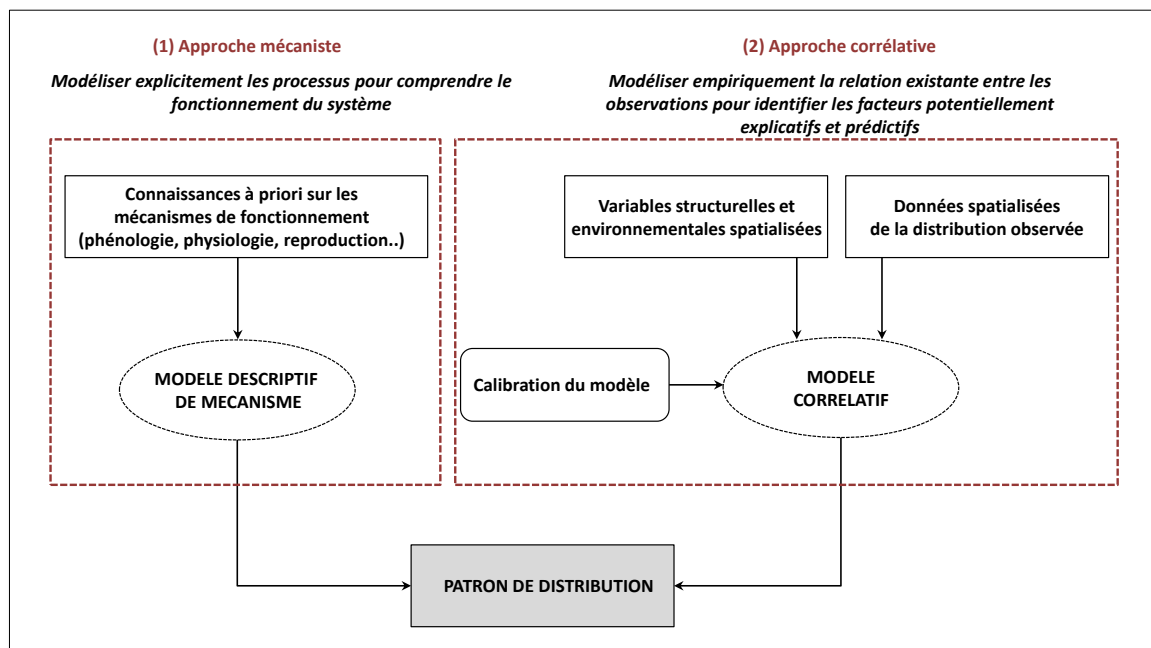 (1) Approche mécaniste
Modéliser explicitement les processus pour comprendre le
fonctionnement du système
(2) Approche corrélative
Modéliser empiriquement la relation existante entre les
observations pour identifier les facteurs potentiellement
explicatifs et prédictifs
Connaissances à priori sur les
mécanismes de fonctionnement
(phénologie, physiologie, reproduction..)
Variables structurelles et
environnementales spatialisées
Données spatialisées
de la distribution observée
MODELE DESCRIPTIF
DE MECANISME
Calibration du modèle
MODELE
CORRELATIF
PATRON DE DISTRIBUTION